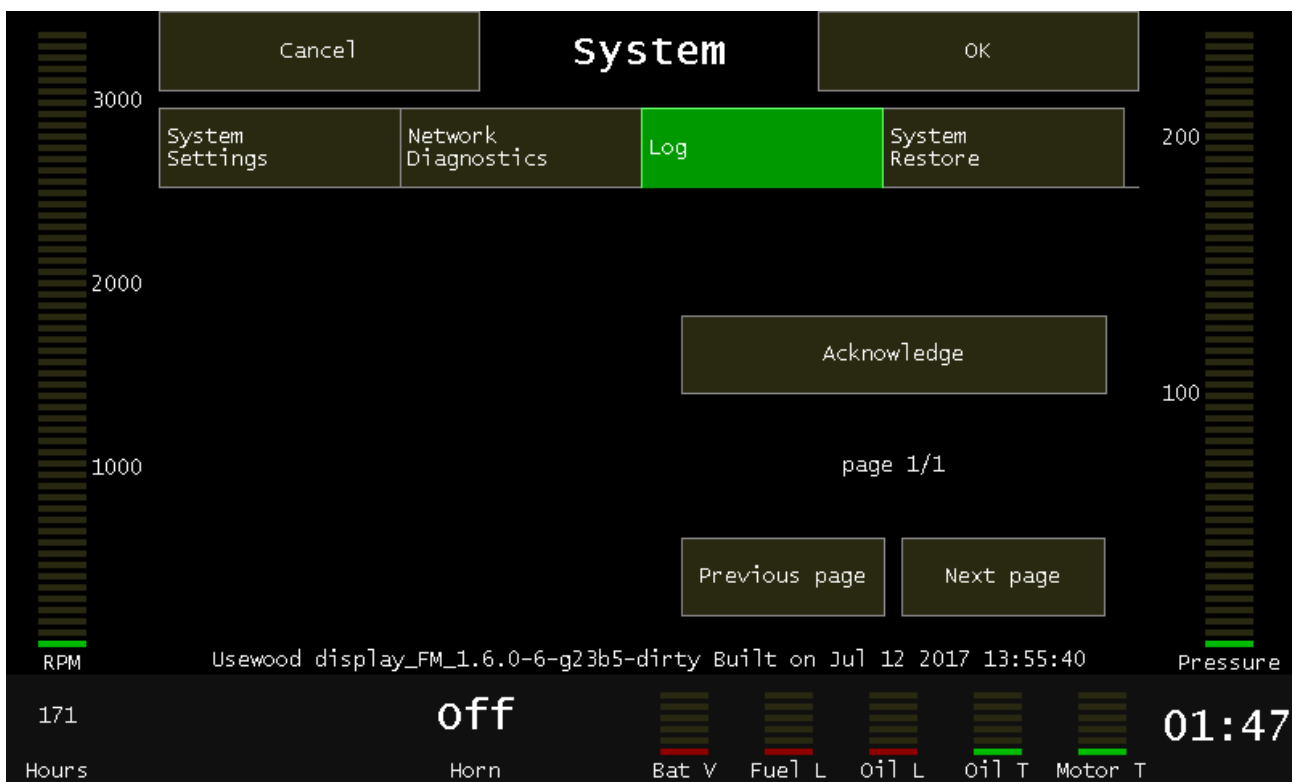 Cancel
System
OK
System
Settings
Network
Diagnostics
Log
System
Restore
3000
2000
1000
RPM
200
100
Pressure
Acknowledge
page 1/1
Previous page
Next page
Usewood display_FM_1.6.0-6-g23b5-dirty Built on Jul 12 2017 13:55:40
171
Hours
Off
Horn
Bat V
Fuel L
Oil L
Oil T
Motor T
01:47